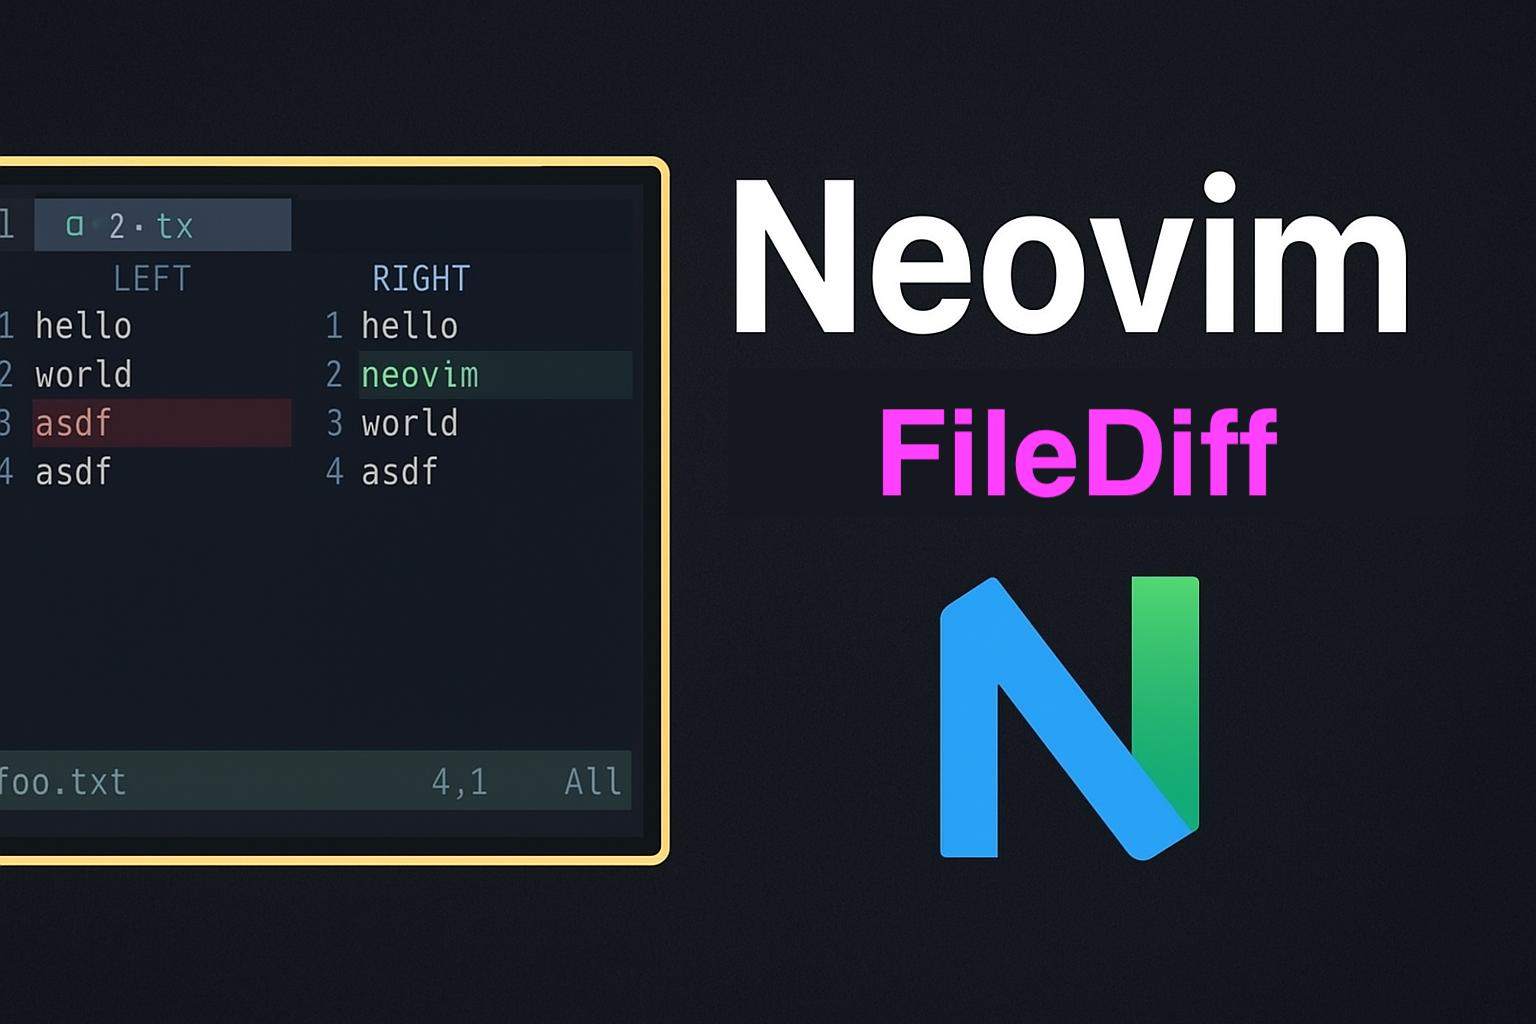 l a 2·tx
LEFT RIGHT
1 hello 1 hello
2 world 2 neovim
3 asdf 3 world
4 asdf 4 asdf
foo.txt 4,1 All
Neovim
FileDiff